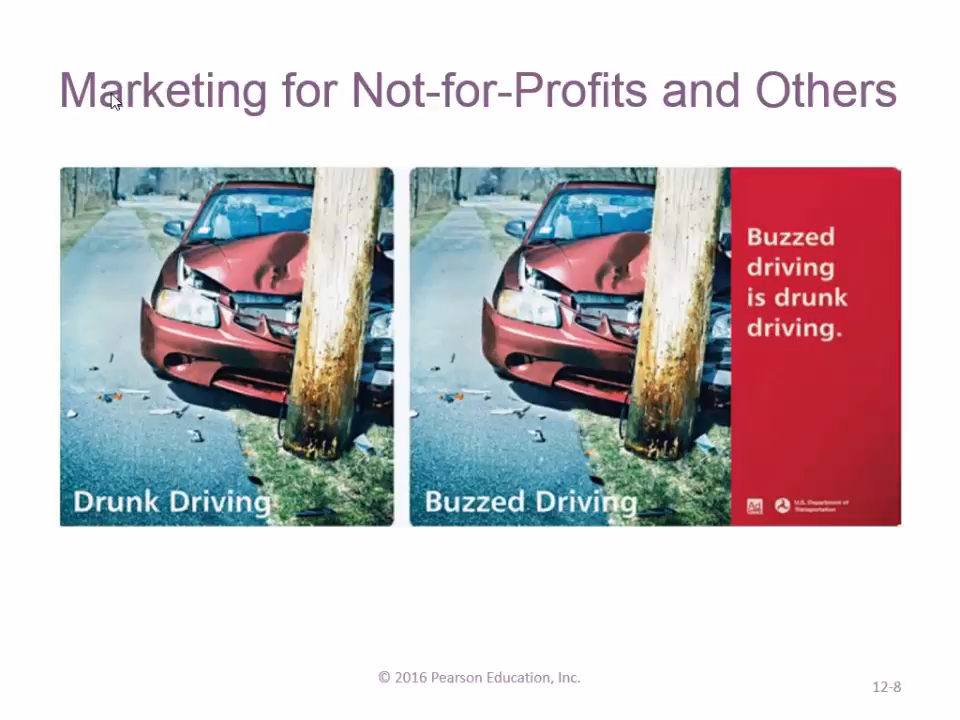 Marketing for Not-for-Profits and Others
Drunk Driving
Buzzed Driving
Buzzed
driving
is drunk
driving.
Ad
U.S. Department of
Transportation
© 2016 Pearson Education, Inc.
12-8